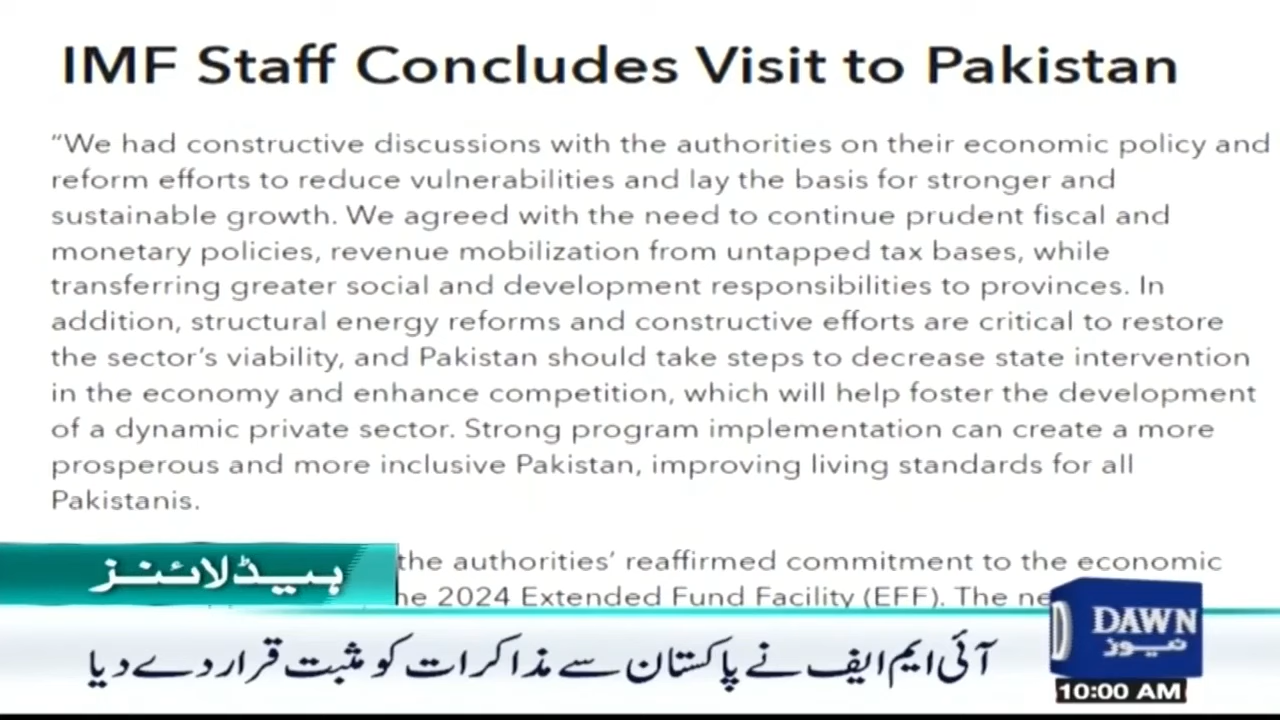 IMF Staff Concludes Visit to Pakistan
“We had constructive discussions with the authorities on their economic policy and
reform efforts to reduce vulnerabilities and lay the basis for stronger and
sustainable growth. We agreed with the need to continue prudent fiscal and
monetary policies, revenue mobilization from untapped tax bases, while
transferring greater social and development responsibilities to provinces. In
addition, structural energy reforms and constructive efforts are critical to restore
the sector’s viability, and Pakistan should take steps to decrease state intervention
in the economy and enhance competition, which will help foster the development
of a dynamic private sector. Strong program implementation can create a more
prosperous and more inclusive Pakistan, improving living standards for all
Pakistanis.
the authorities’ reaffirmed commitment to the economic
2024 Extended Fund Facility (EFF). The
ہیڈلائنز
آئی ایم ایف نے پاکستان سے مذاکرات کو مثبت قرار دے دیا
DAWN
نیوز
10:00 AM